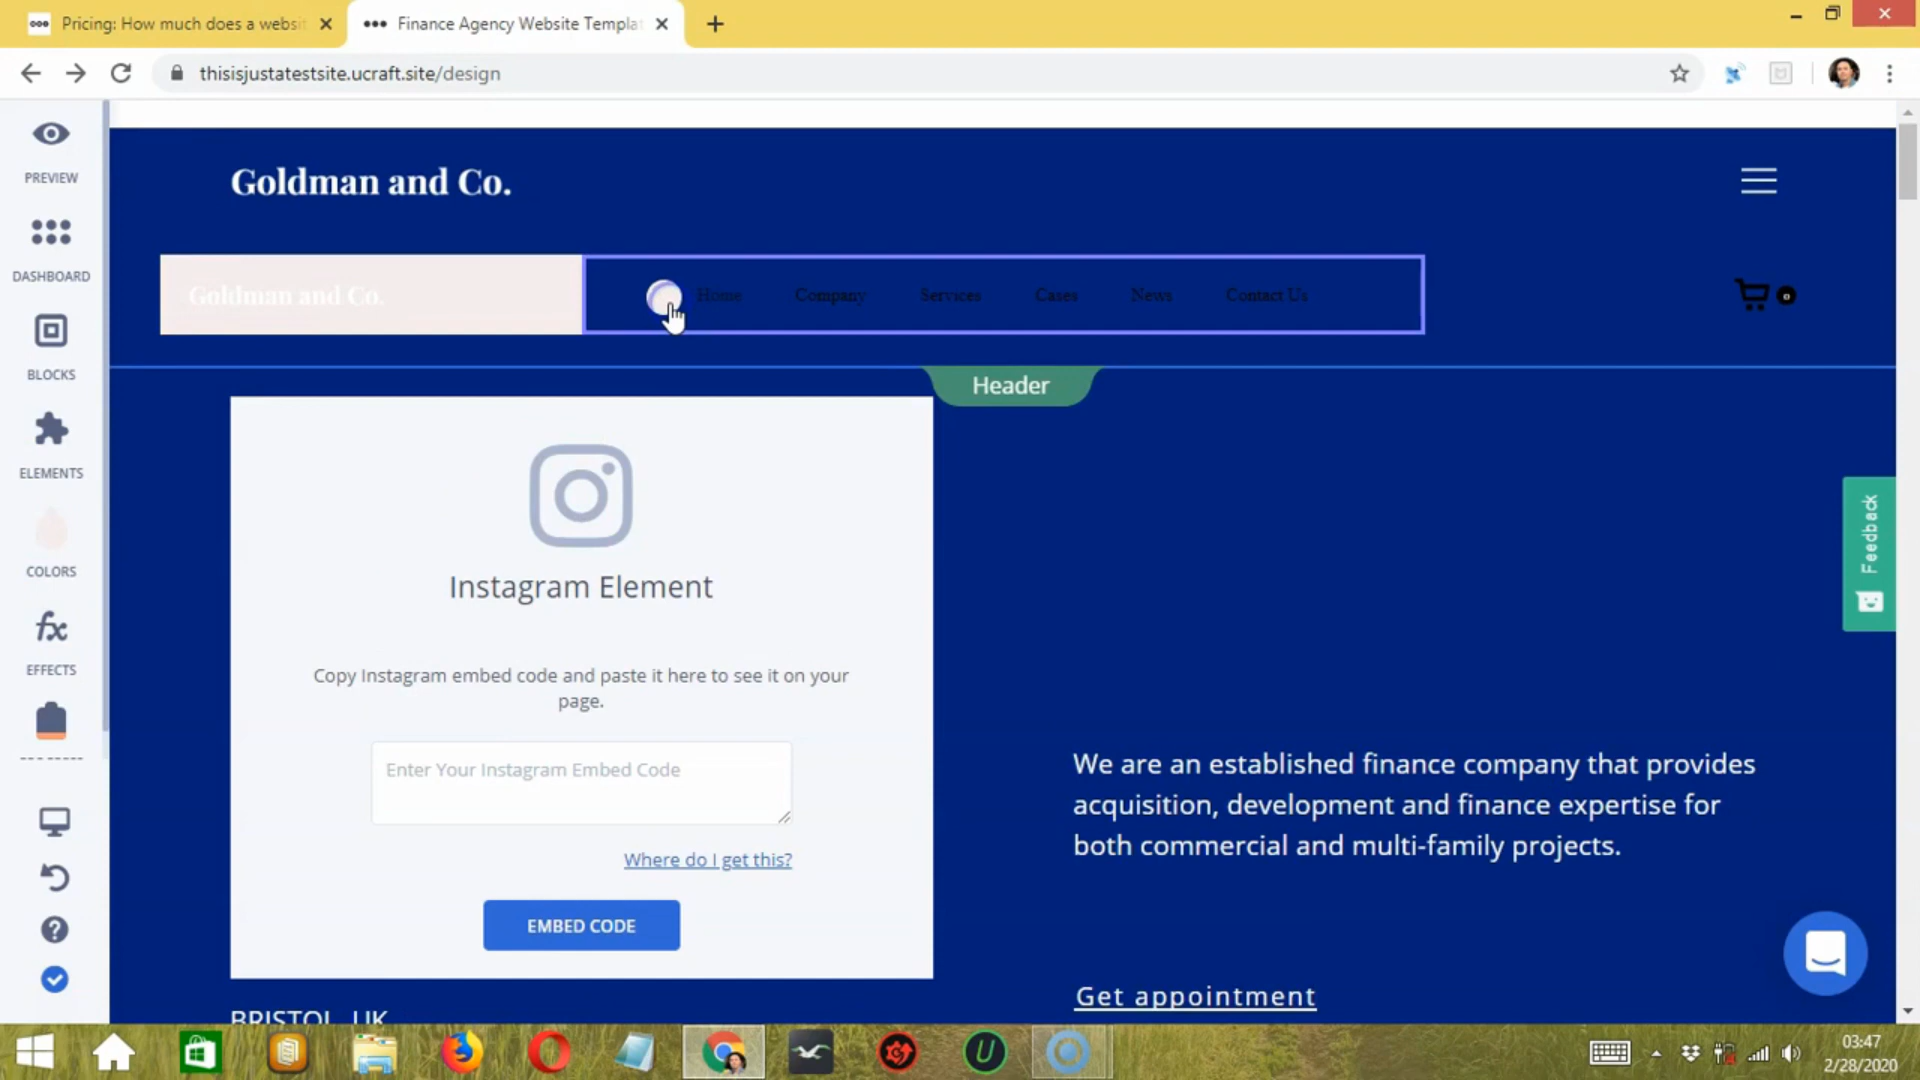 Pricing: How much does a websi
Finance Agency Website Templa
thisisjustatestsite.ucraft.site/design
PREVIEW
DASHBOARD
BLOCKS
ELEMENTS
COLORS
EFFECTS
Goldman and Co.
Goldman and Co.
Home
Company
Services
Cases
News
Contact Us
0
Header
Instagram Element
Copy Instagram embed code and paste it here to see it on your
page.
Enter Your Instagram Embed Code
Where do I get this?
EMBED CODE
BRISTOL, UK
We are an established finance company that provides
acquisition, development and finance expertise for
both commercial and multi-family projects.
Get appointment
Feedback
03:47
2/28/2020